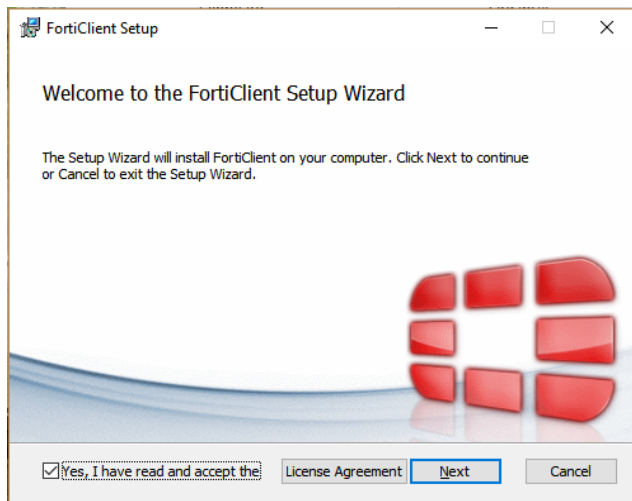 FortiClient Setup
Welcome to the FortiClient Setup Wizard
The Setup Wizard will install FortiClient on your computer. Click Next to continue
or Cancel to exit the Setup Wizard.
Yes, I have read and accept the License Agreement Next Cancel